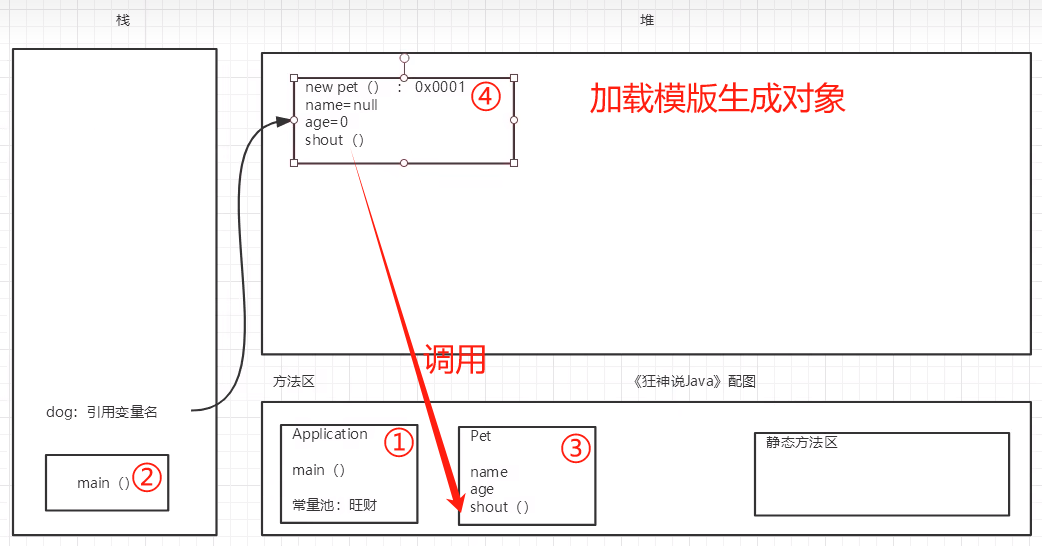 栈
堆
new pet（） ： 0x0001
④
name=null
age=0
shout（）
加载模版生成对象
调用
方法区
《狂神说Java》配图
dog：引用变量名
main（）
②
Application
①
main（）
常量池：旺财
Pet
③
name
age
shout（）
静态方法区